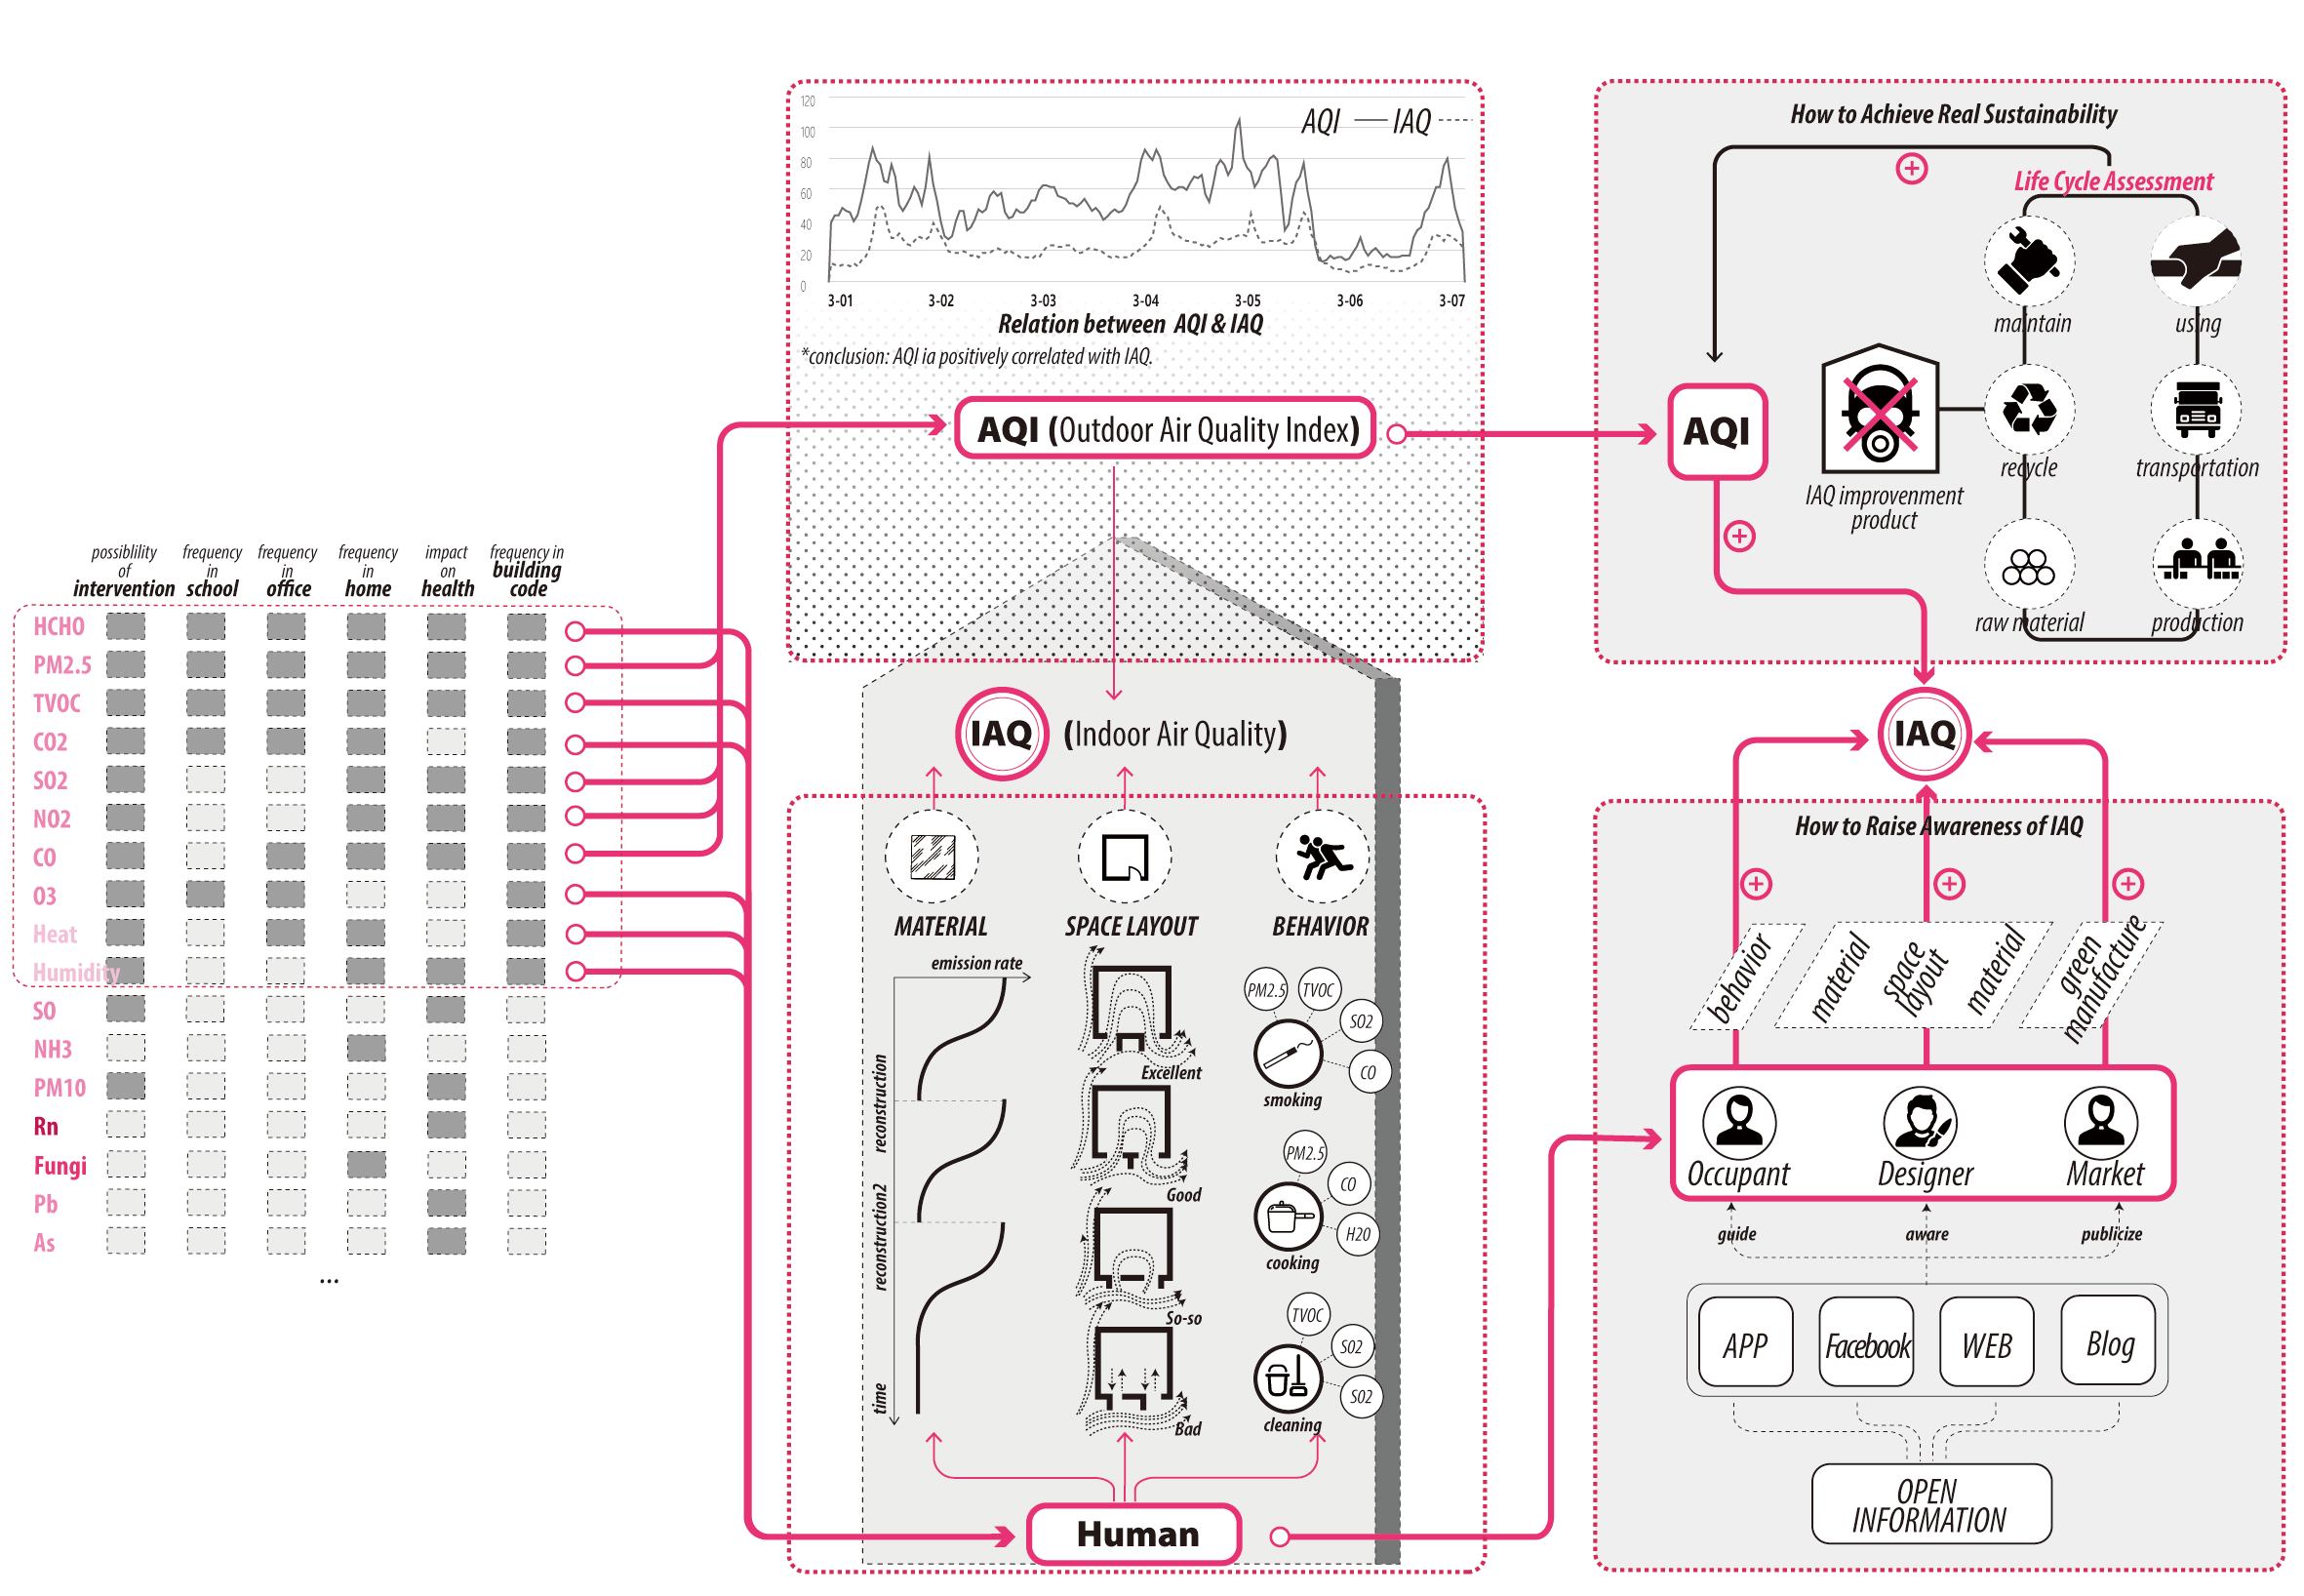 possiblility
of
intervention
frequency
in
school
frequency
in
office
frequency
in
home
impact
on
health
frequency in
building
code
HCHO
PM2.5
TVOC
CO2
SO2
NO2
CO
O3
Heat
Humidity
SO
NH3
PM10
Rn
Fungi
Pb
As
...
120
100
80
60
40
20
0
AQI
IAQ
3-01
3-02
3-03
3-04
3-05
3-06
3-07
Relation between AQI & IAQ
*conclusion: AQI ia positively correlated with IAQ.
AQI (Outdoor Air Quality Index)
IAQ (Indoor Air Quality)
MATERIAL
SPACE LAYOUT
BEHAVIOR
emission rate
reconstruction
reconstruction2
time
Excellent
Good
So-so
Bad
PM2.5
TVOC
SO2
CO
smoking
PM2.5
CO
H2O
cooking
TVOC
SO2
SO2
cleaning
Human
How to Achieve Real Sustainability
Life Cycle Assessment
maintain
using
AQI
IAQ improvenment
product
recycle
transportation
raw material
production
IAQ
How to Raise Awareness of IAQ
behavior
material
space
layout
material
green
manufacture
Occupant
Designer
Market
guide
aware
publicize
APP
Facebook
WEB
Blog
OPEN
INFORMATION